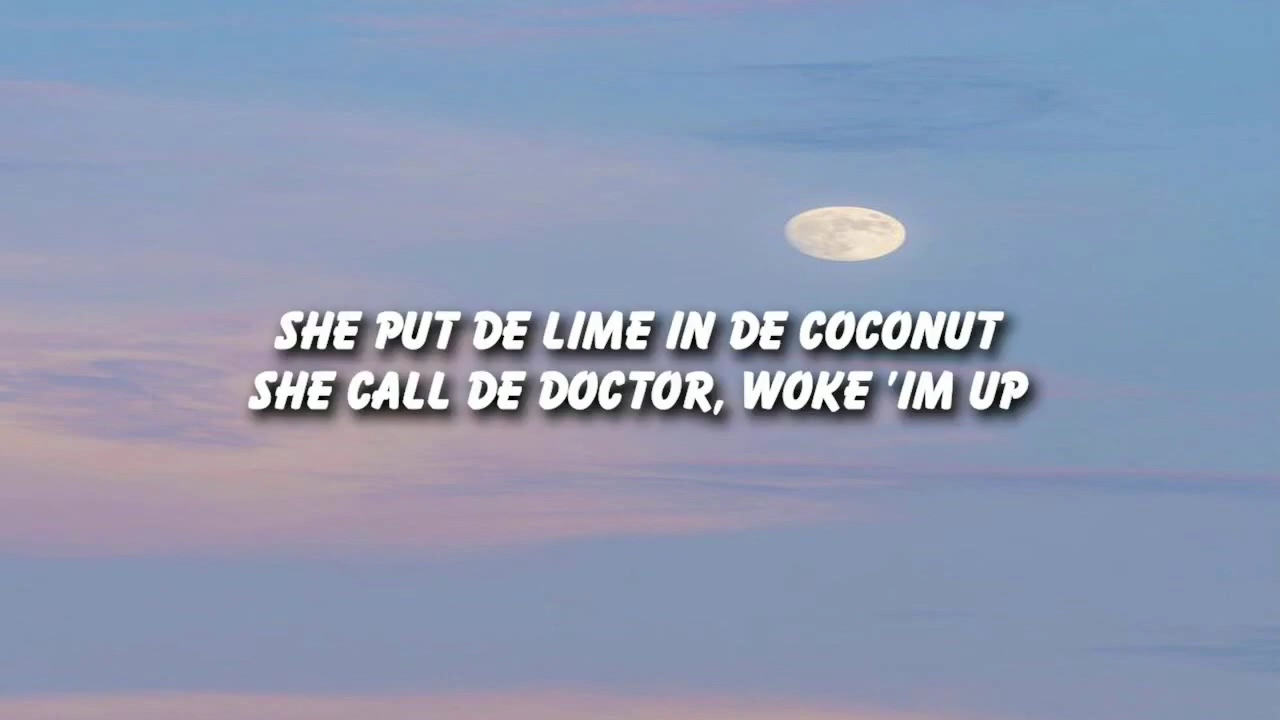 SHE PUT DE LIME IN DE COCONUT
SHE CALL DE DOCTOR, WOKE 'IM UP